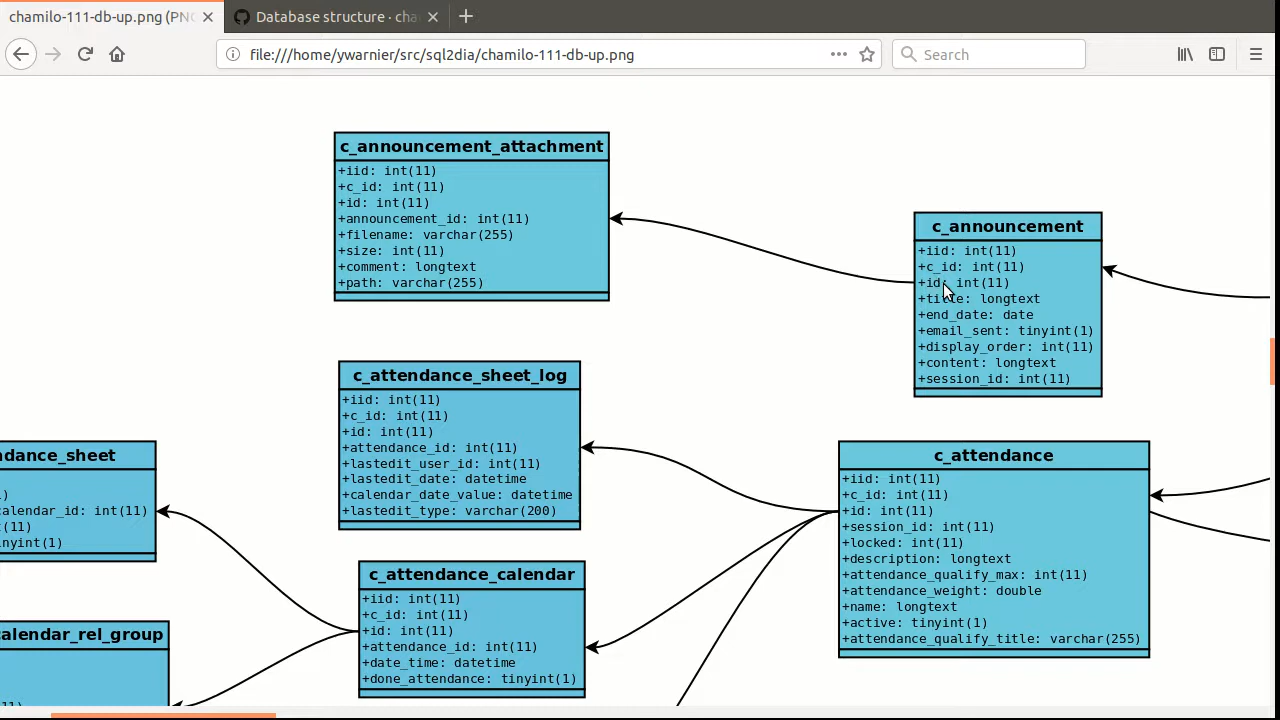 chamilo-111-db-up.png (PN
Database structure · cha
file:///home/ywarnier/src/sql2dia/chamilo-111-db-up.png
Search
c_announcement_attachment
+iid: int(11)
+c_id: int(11)
+id: int(11)
+announcement_id: int(11)
+filename: varchar(255)
+size: int(11)
+comment: longtext
+path: varchar(255)
c_announcement
+iid: int(11)
+c_id: int(11)
+id: int(11)
+title: longtext
+end_date: date
+email_sent: tinyint(1)
+display_order: int(11)
+content: longtext
+session_id: int(11)
c_attendance_sheet_log
+iid: int(11)
+c_id: int(11)
+id: int(11)
+attendance_id: int(11)
+lastedit_user_id: int(11)
+lastedit_date: datetime
+calendar_date_value: datetime
+lastedit_type: varchar(200)
ndance_sheet
)
calendar_id: int(11)
t(11)
nyint(1)
c_attendance
+iid: int(11)
+c_id: int(11)
+id: int(11)
+session_id: int(11)
+locked: int(11)
+description: longtext
+attendance_qualify_max: int(11)
+attendance_weight: double
+name: longtext
+active: tinyint(1)
+attendance_qualify_title: varchar(255)
c_attendance_calendar
+iid: int(11)
+c_id: int(11)
+id: int(11)
+attendance_id: int(11)
+date_time: datetime
+done_attendance: tinyint(1)
calendar_rel_group